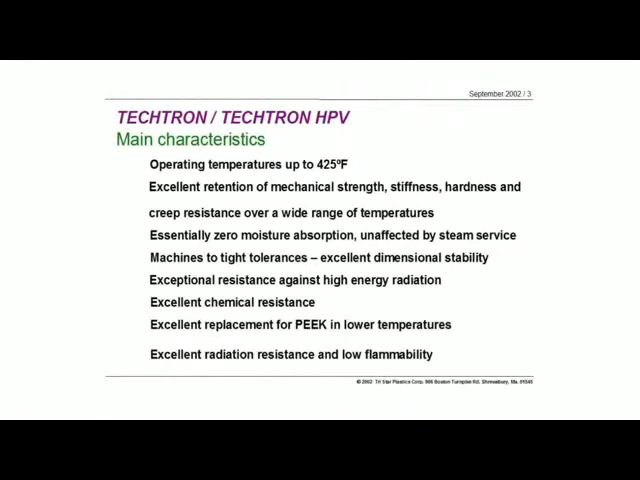 September 2002 / 3
TECHTRON / TECHTRON HPV
Main characteristics
Operating temperatures up to 425ºF
Excellent retention of mechanical strength, stiffness, hardness and
creep resistance over a wide range of temperatures
Essentially zero moisture absorption, unaffected by steam service
Machines to tight tolerances – excellent dimensional stability
Exceptional resistance against high energy radiation
Excellent chemical resistance
Excellent replacement for PEEK in lower temperatures
Excellent radiation resistance and low flammability
© 2002 Tri Star Plastics Corp. Boston Turnpike Rd. Shrewsbury, Ma.